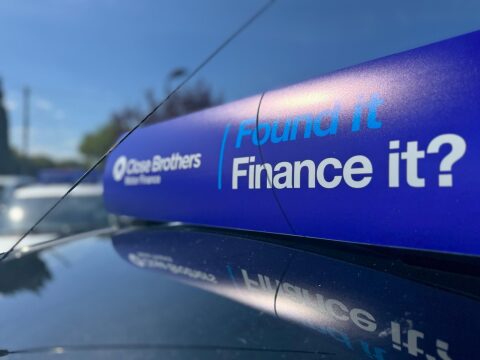 Close Brothers
Motor Finance
Found it
Finance it?